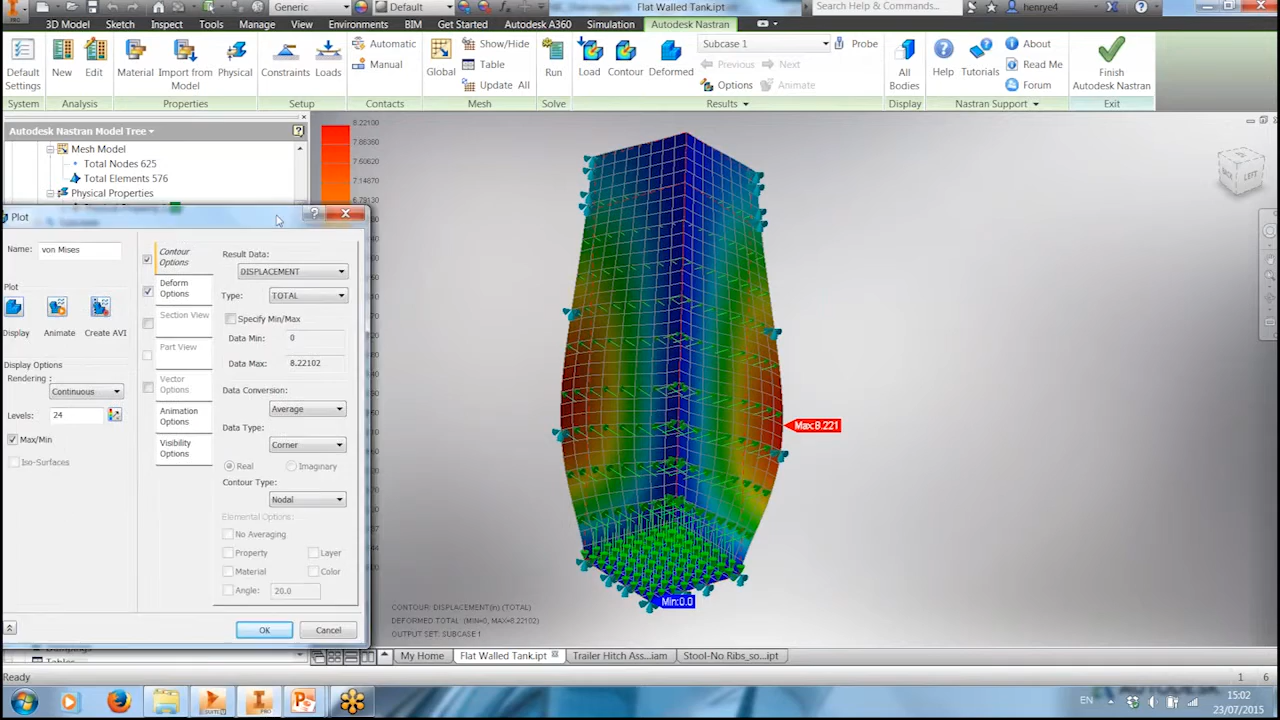 Generic
Default
Flat Walled Tank.ipt
Search Help & Commands...
henrye4
3D Model Sketch Inspect Tools Manage View Environments BIM Get Started Autodesk A360 Simulation Autodesk Nastran
Default Settings
New
Edit
Material
Import from Model
Physical
Constraints
Loads
Automatic
Manual
Global
Show/Hide
Table
Update All
Run
Load
Contour
Deformed
Subcase 1
Probe
Previous
Next
Options
Animate
All Bodies
Help
Tutorials
About
Read Me
Forum
Finish Autodesk Nastran
System Analysis Properties Setup Contacts Mesh Solve Results Display Nastran Support Exit
Autodesk Nastran Model Tree
Mesh Model
Total Nodes 625
Total Elements 576
Physical Properties
8.22100
7.86360
7.50620
7.14870
Plot
Name: von Mises
Plot
Display
Animate
Create AVI
Display Options
Rendering:
Continuous
Levels: 24
Max/Min
Iso-Surfaces
Contour Options
Deform Options
Section View
Part View
Vector Options
Animation Options
Visibility Options
Result Data:
DISPLACEMENT
Type: TOTAL
Specify Min/Max
Data Min: 0
Data Max: 8.22102
Data Conversion:
Average
Data Type:
Corner
Real Imaginary
Contour Type:
Nodal
Elemental Options:
No Averaging
Property Layer
Material Color
Angle: 20.0
OK Cancel
Max:8.221
Min:0.0
BACK
LEFT
CONTOUR: DISPLACEMENT(in) (TOTAL)
DEFORMED TOTAL (MIN=0, MAX=8.22102)
OUTPUT SET: SUBCASE 1
My Home Flat Walled Tank.ipt Trailer Hitch Ass...iam Stool-No Ribs_so...ipt
Ready
1 6
EN
15:02
23/07/2015